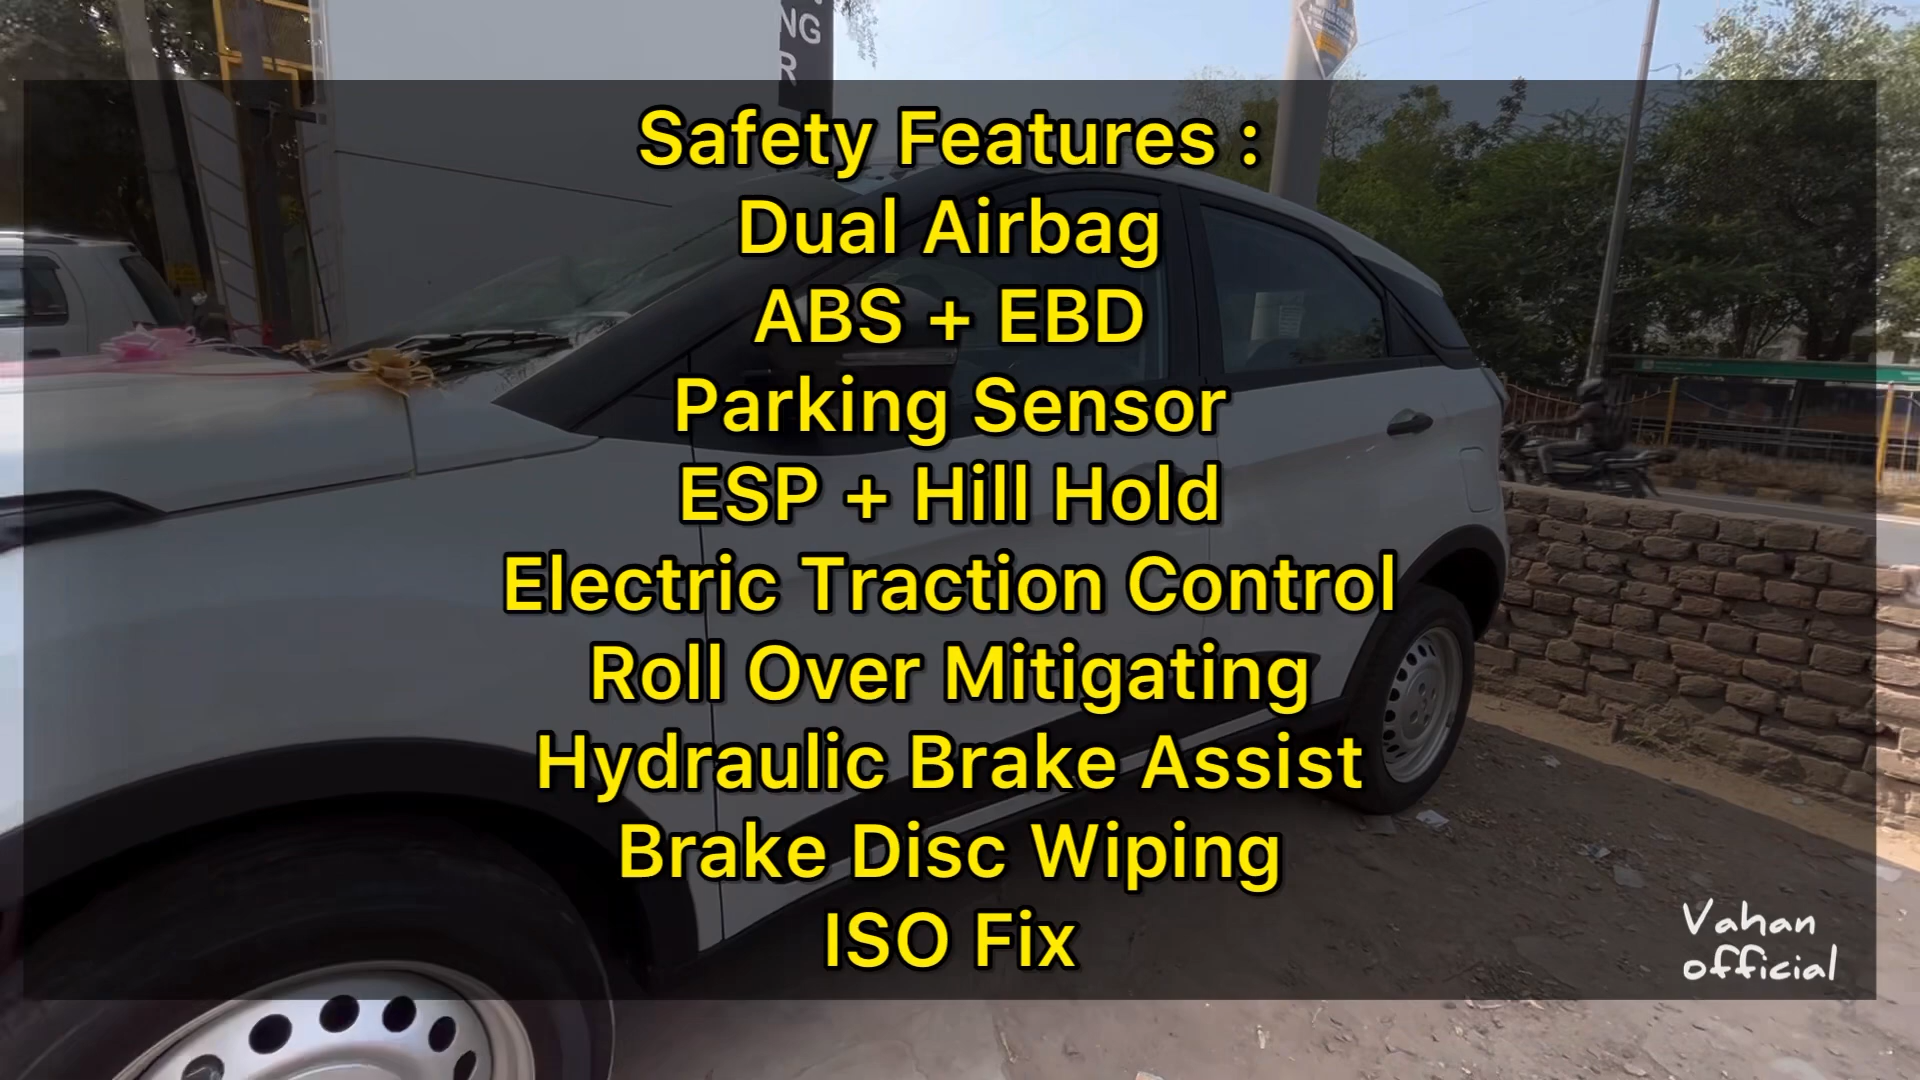 NG
R
Safety Features :
Dual Airbag
ABS + EBD
Parking Sensor
ESP + Hill Hold
Electric Traction Control
Roll Over Mitigating
Hydraulic Brake Assist
Brake Disc Wiping
ISO Fix
Vahan
official